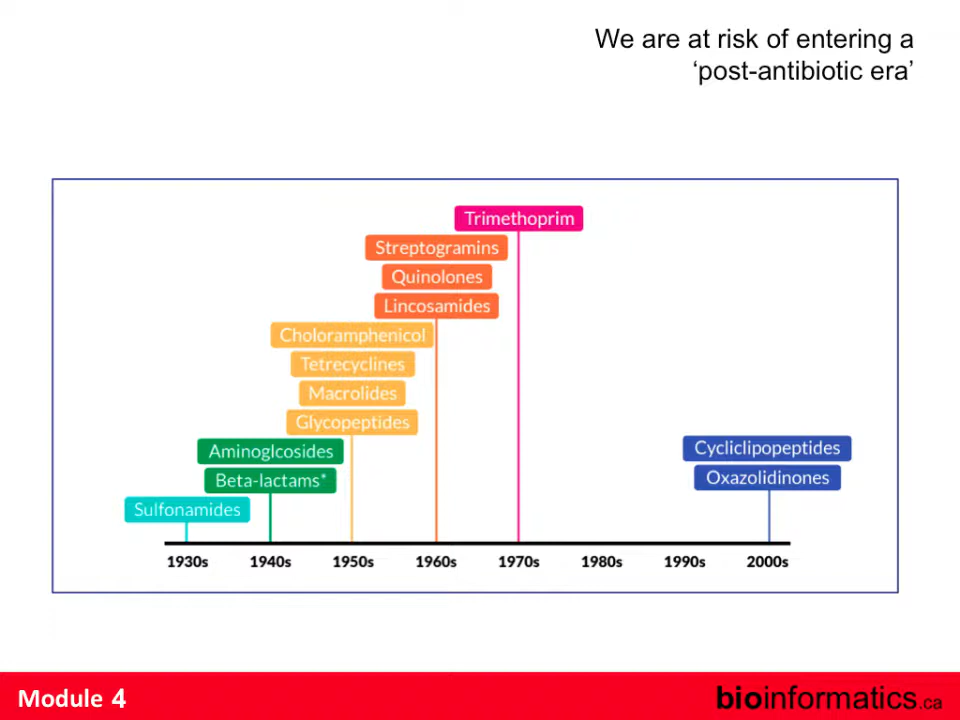 We are at risk of entering a
‘post-antibiotic era’
Trimethoprim
Streptogramins
Quinolones
Lincosamides
Choloramphenicol
Tetrecyclines
Macrolides
Glycopeptides
Aminoglcosides
Beta-lactams*
Sulfonamides
Cycliclipopeptides
Oxazolidinones
1930s 1940s 1950s 1960s 1970s 1980s 1990s 2000s
Module 4
bioinformatics.ca